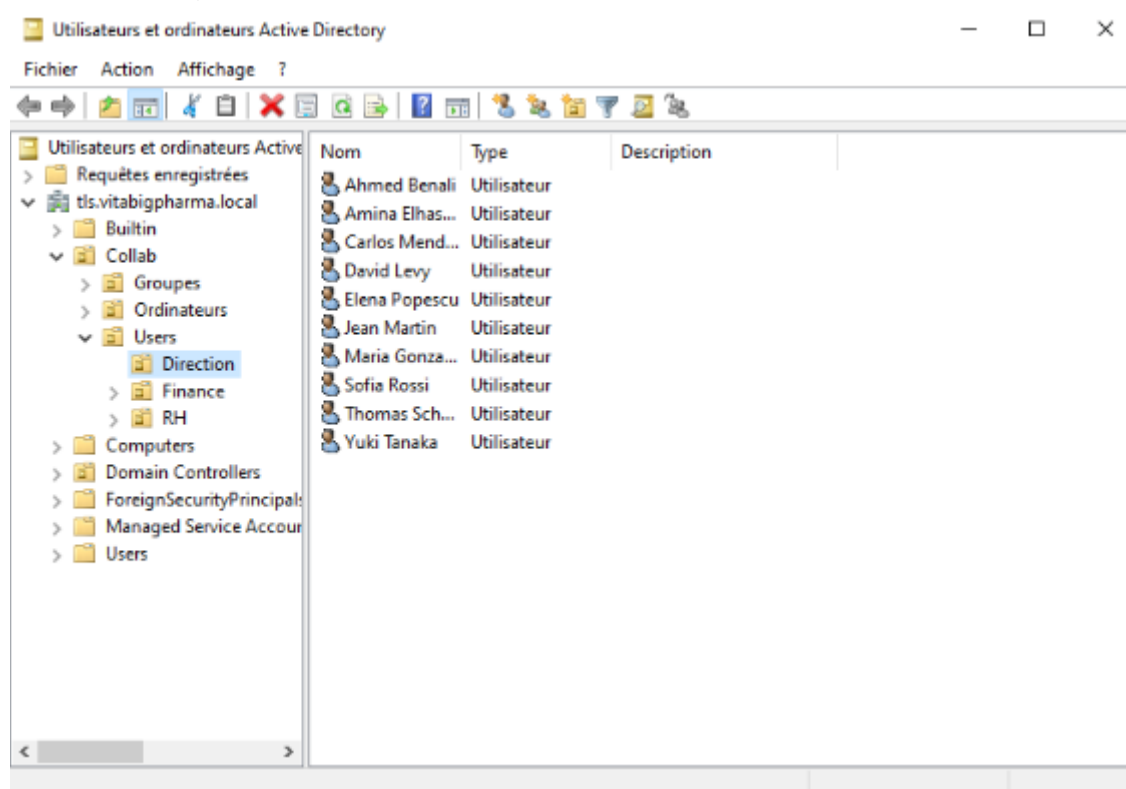 Utilisateurs et ordinateurs Active Directory
Fichier Action Affichage ?
Utilisateurs et ordinateurs Active
Requêtes enregistrées
tls.vitabigpharma.local
Builtin
Collab
Groupes
Ordinateurs
Users
Direction
Finance
RH
Computers
Domain Controllers
ForeignSecurityPrincipals
Managed Service Accour
Users
Nom Type Description
Ahmed Benali Utilisateur
Amina Elhas... Utilisateur
Carlos Mend... Utilisateur
David Levy Utilisateur
Elena Popescu Utilisateur
Jean Martin Utilisateur
Maria Gonza... Utilisateur
Sofia Rossi Utilisateur
Thomas Sch... Utilisateur
Yuki Tanaka Utilisateur